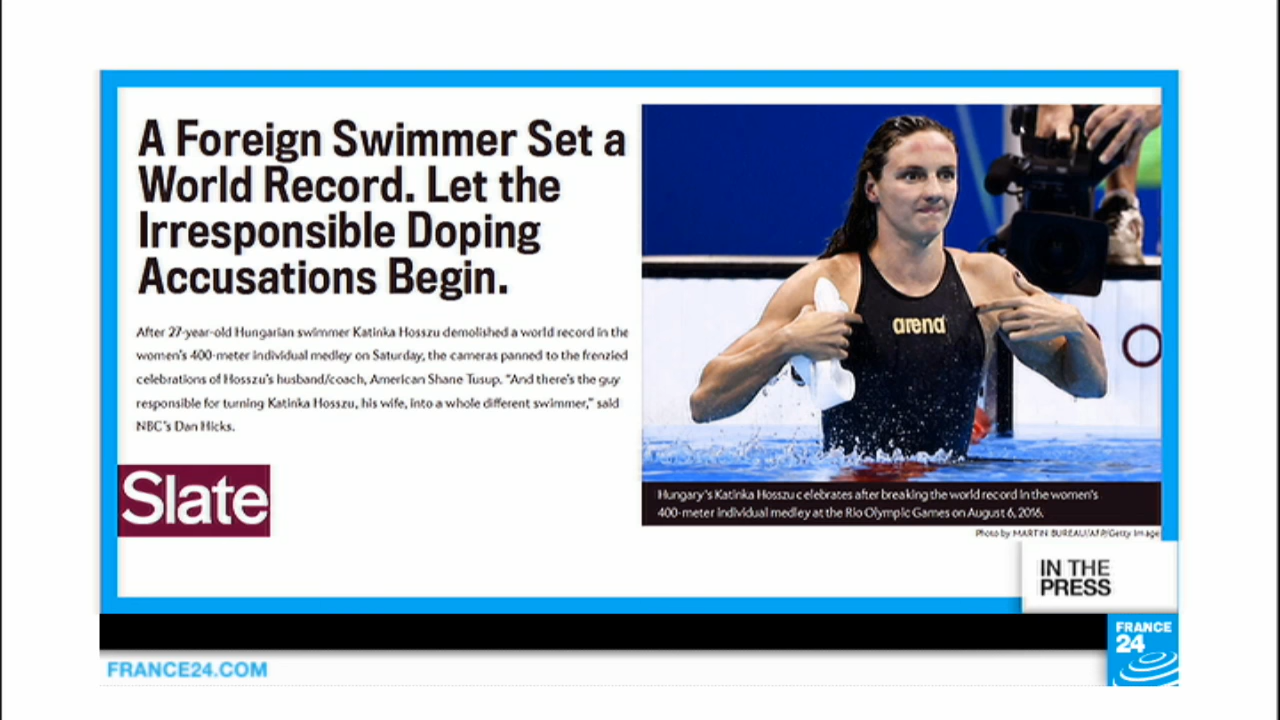 A Foreign Swimmer Set a
World Record. Let the
Irresponsible Doping
Accusations Begin.
After 27-year-old Hungarian swimmer Katinka Hosszu demolished a world record in the
women's 400-meter individual medley on Saturday, the cameras panned to the frenzied
celebrations of Hosszu's husband/coach, American Shane Tusup. "And there's the guy
responsible for turning Katinka Hosszu, his wife, into a whole different swimmer," said
NBC's Dan Hicks.
Slate
arena
Hungary's Katinka Hosszu celebrates after breaking the world record in the women's
400-meter individual medley at the Rio Olympic Games on August 6, 2016.
Photo by MARTIN BUREAU/AFP/Getty Image
IN THE
PRESS
FRANCE
24
FRANCE24.COM